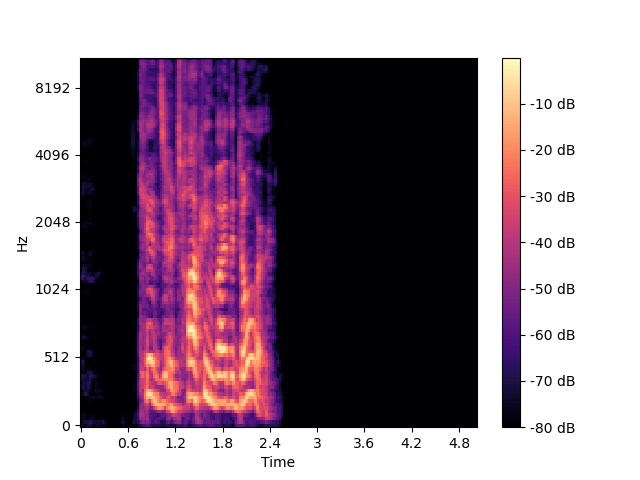 8192
4096
2048
1024
512
0
Hz
0 0.6 1.2 1.8 2.4 3 3.6 4.2 4.8
Time
-10 dB
-20 dB
-30 dB
-40 dB
-50 dB
-60 dB
-70 dB
-80 dB